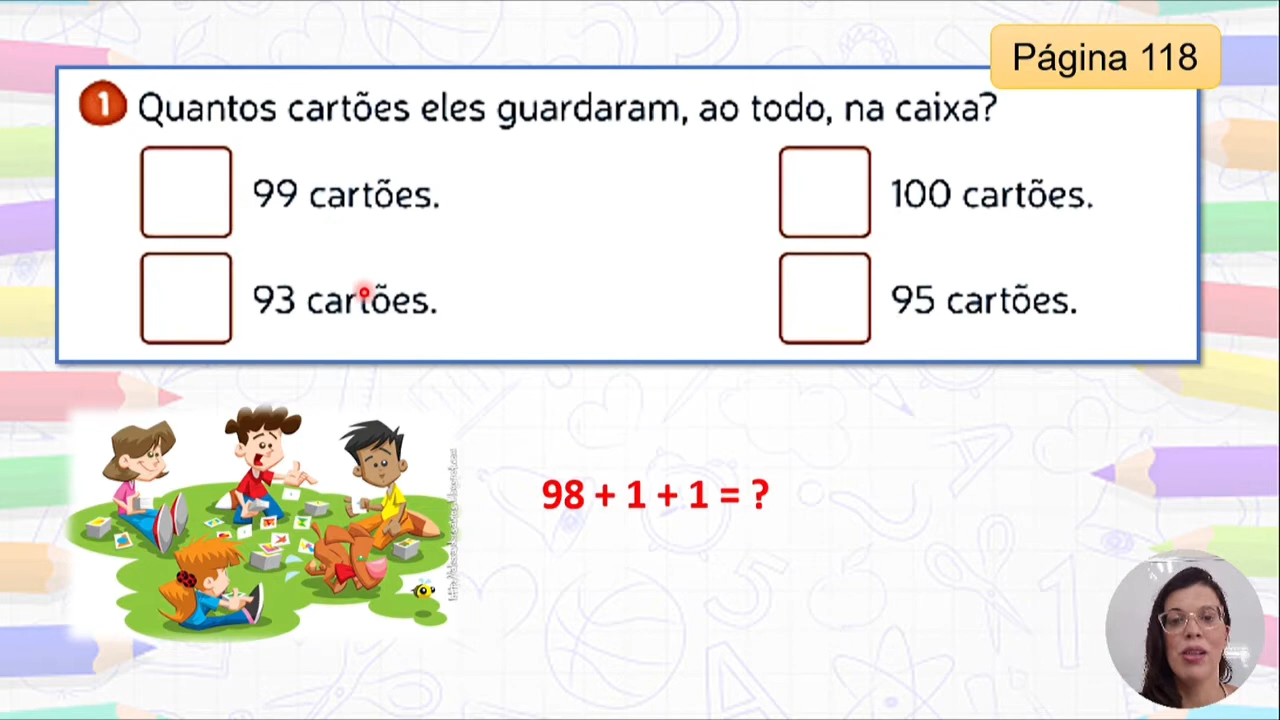 Página 118
1 Quantos cartões eles guardaram, ao todo, na caixa?
99 cartões.
100 cartões.
93 cartões.
95 cartões.
98 + 1 + 1 = ?